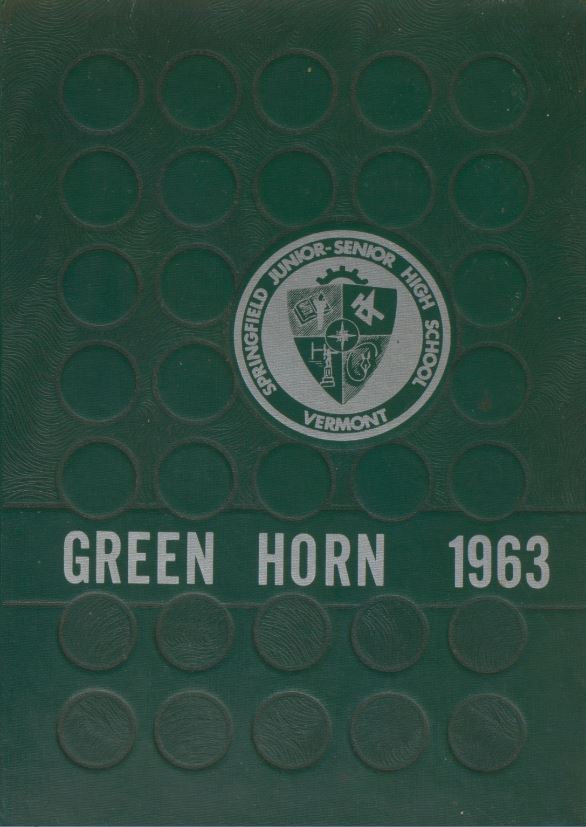 SPRINGFIELD JUNIOR-SENIOR HIGH SCHOOL
VERMONT
GREEN HORN 1963